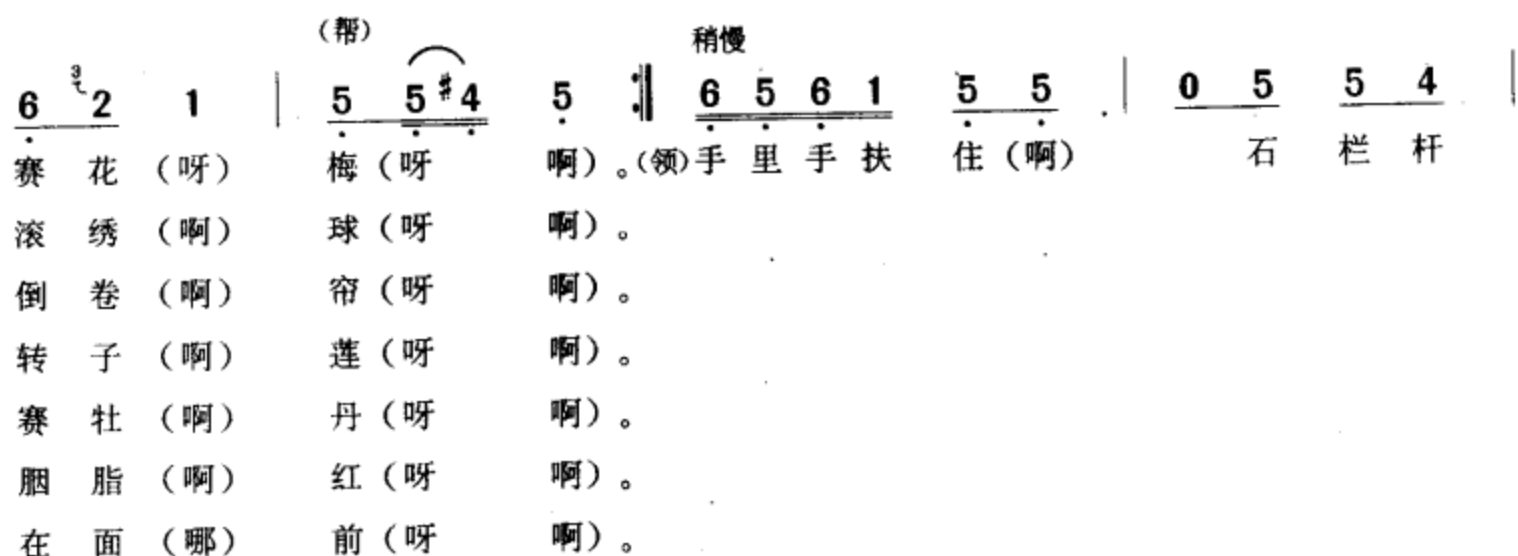 （帮） 稍慢
6 3 2 1 | 5 5 #4 5 :‖ 6 5 6 1 5 5 | 0 5 5 4 |
赛 花（呀） 梅（呀 啊）。（领）手 里 手 扶 住（啊） 石 栏 杆
滚 绣（啊） 球（呀 啊）。
倒 卷（啊） 帘（呀 啊）。
转 子（啊） 莲（呀 啊）。
赛 牡（啊） 丹（呀 啊）。
胭 脂（啊） 红（呀 啊）。
在 面（哪） 前（呀 啊）。